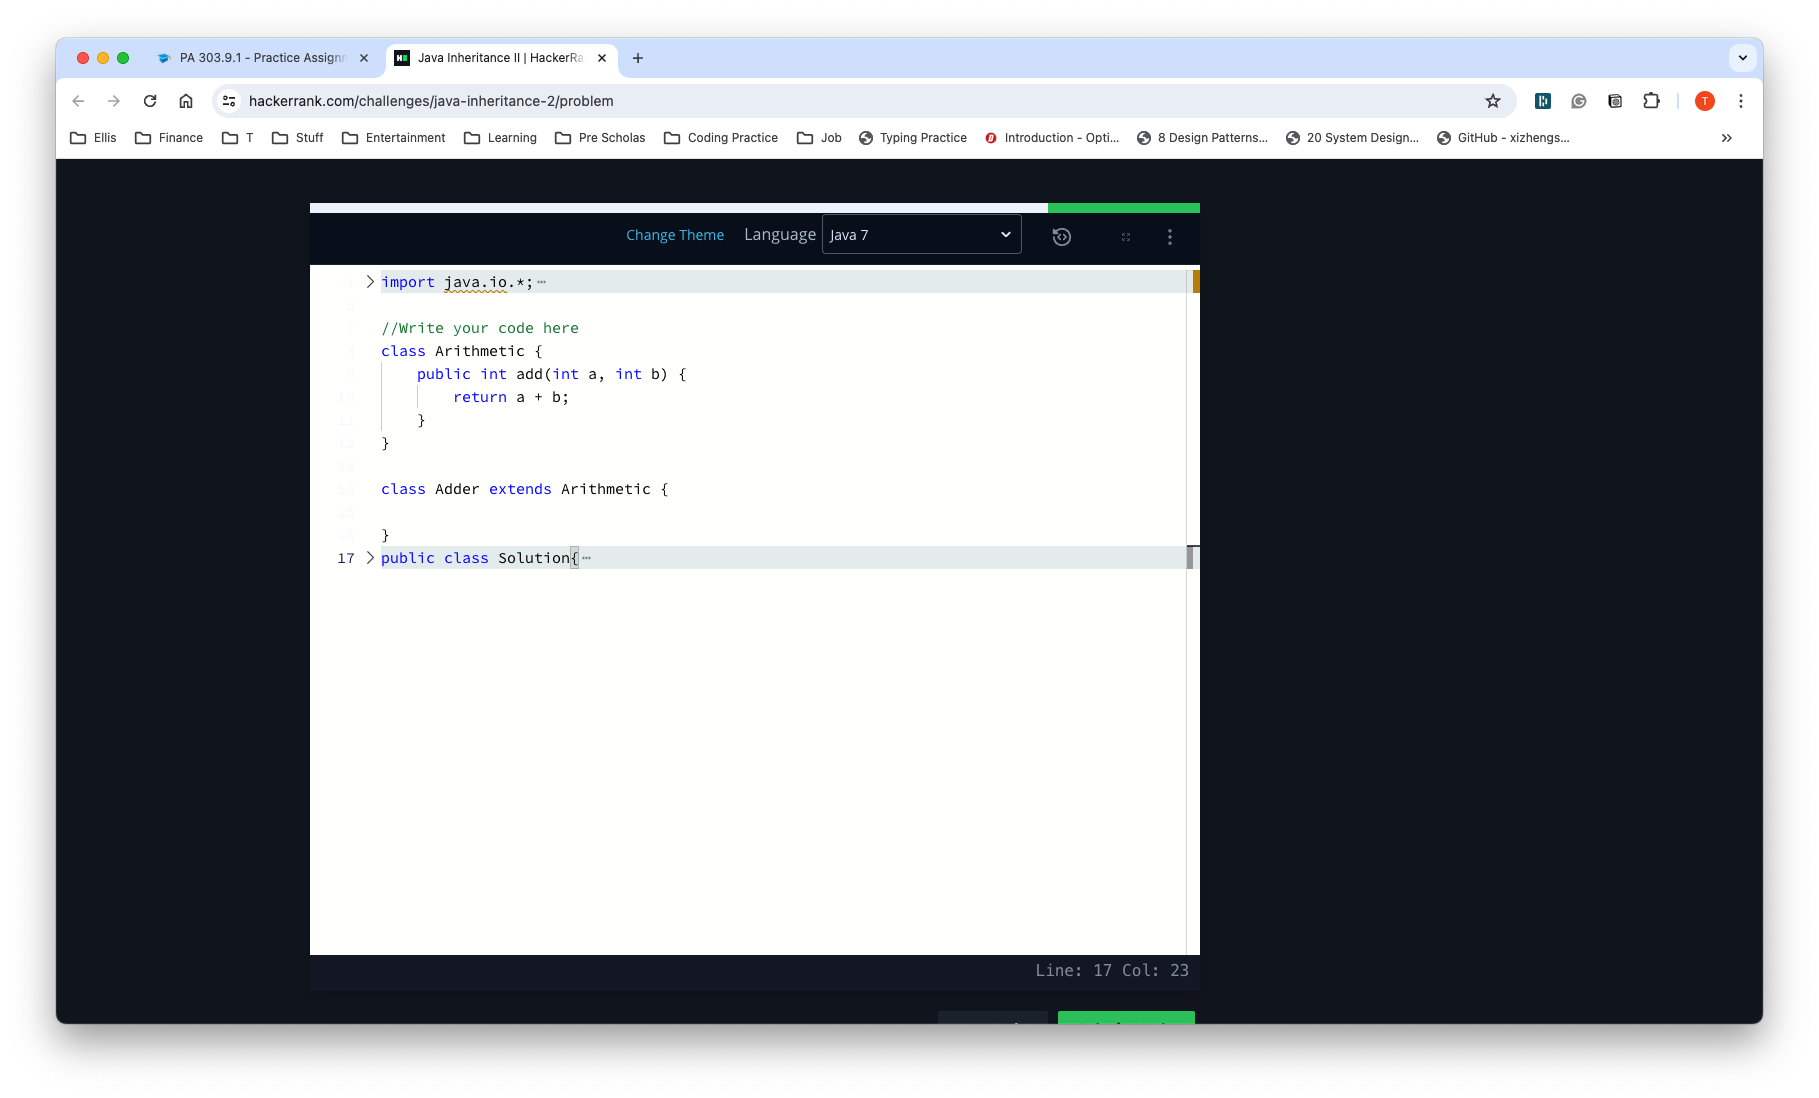 PA 303.9.1 - Practice Assignm
Java Inheritance II | HackerRa
hackerrank.com/challenges/java-inheritance-2/problem
T
Ellis
Finance
T
Stuff
Entertainment
Learning
Pre Scholas
Coding Practice
Job
Typing Practice
Introduction - Opti...
8 Design Patterns...
20 System Design...
GitHub - xizhengs...
Change Theme
Language
Java 7
1 import java.io.*;
6
7 //Write your code here
8 class Arithmetic {
9 public int add(int a, int b) {
10 return a + b;
11 }
12 }
13
14 class Adder extends Arithmetic {
15
16 }
17 public class Solution{
Line: 17 Col: 23